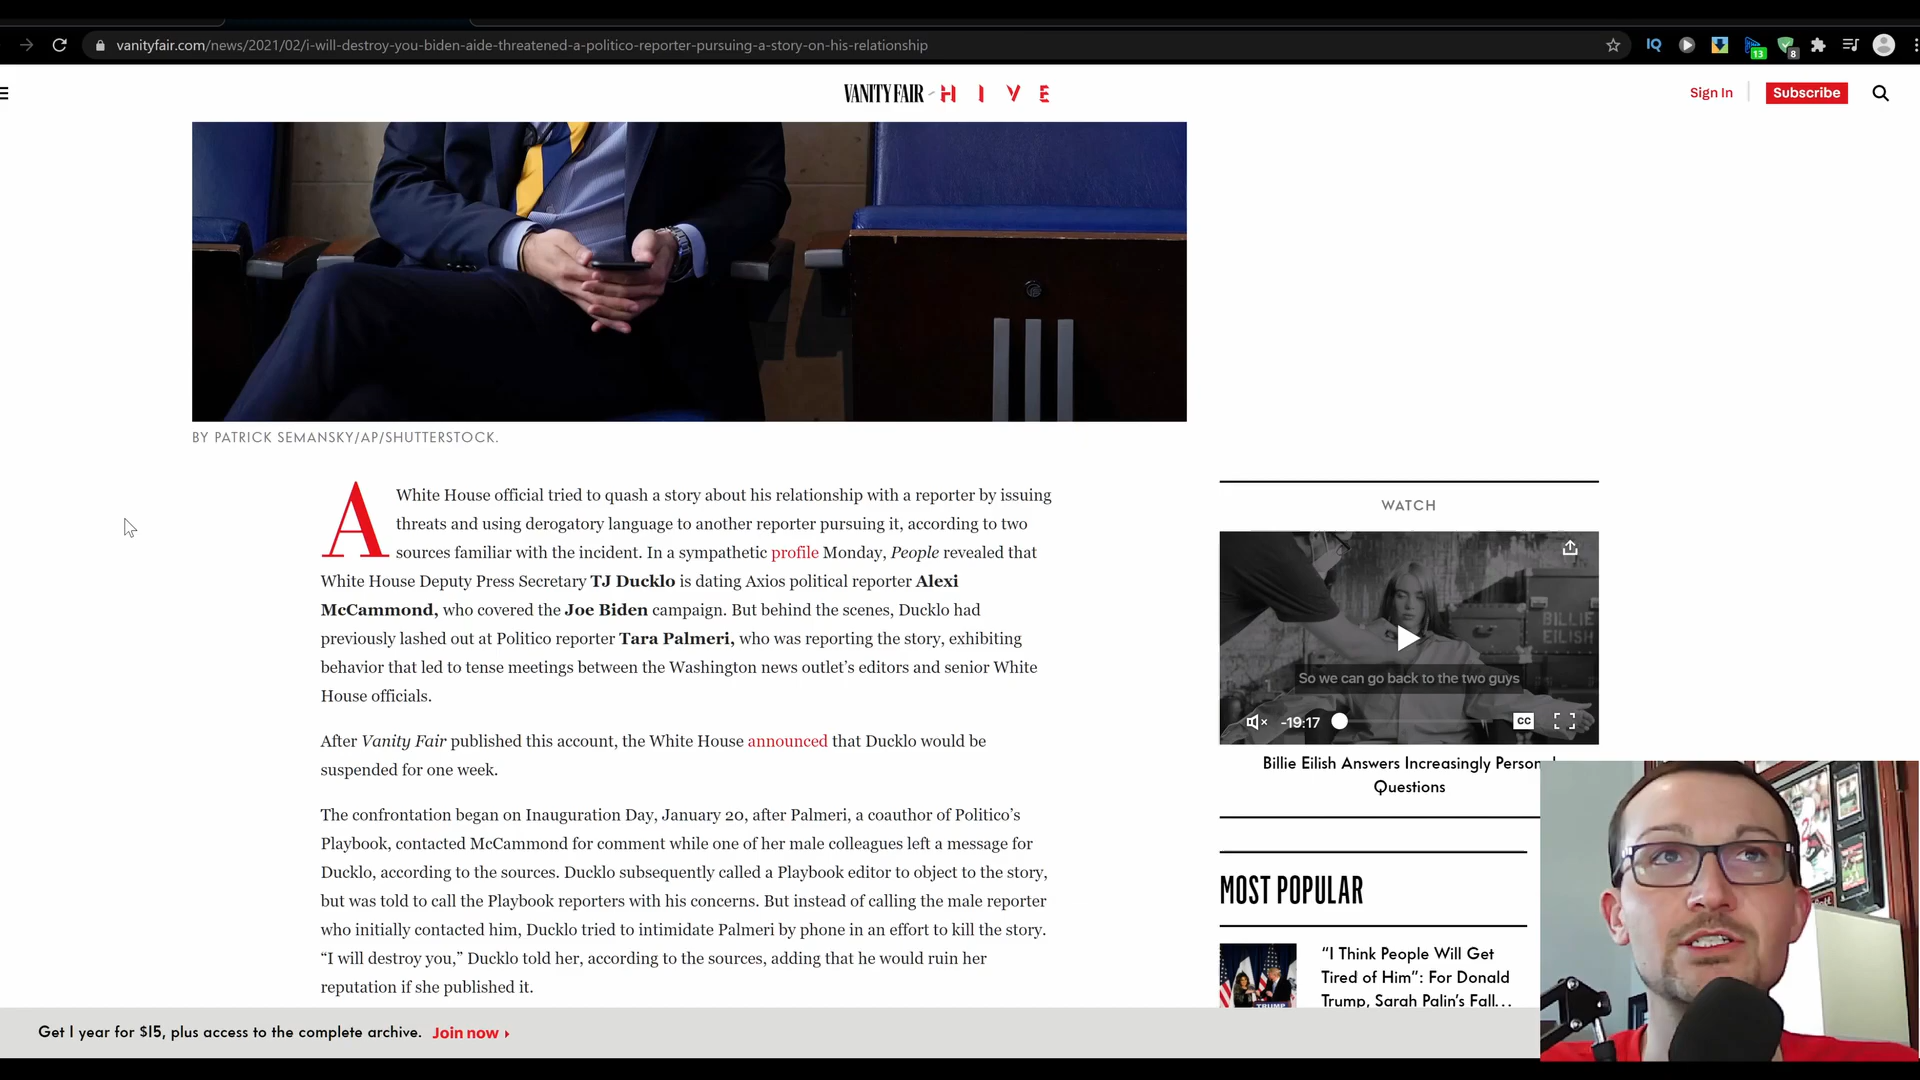 vanityfair.com/news/2021/02/i-will-destroy-you-biden-aide-threatened-a-politico-reporter-pursuing-a-story-on-his-relationship
IQ
13
8
VANITY FAIR HIVE
Sign In
Subscribe
BY PATRICK SEMANSKY/AP/SHUTTERSTOCK.
A White House official tried to quash a story about his relationship with a reporter by issuing
threats and using derogatory language to another reporter pursuing it, according to two
sources familiar with the incident. In a sympathetic profile Monday, People revealed that
White House Deputy Press Secretary TJ Ducklo is dating Axios political reporter Alexi
McCammond, who covered the Joe Biden campaign. But behind the scenes, Ducklo had
previously lashed out at Politico reporter Tara Palmeri, who was reporting the story, exhibiting
behavior that led to tense meetings between the Washington news outlet's editors and senior White
House officials.
After Vanity Fair published this account, the White House announced that Ducklo would be
suspended for one week.
The confrontation began on Inauguration Day, January 20, after Palmeri, a coauthor of Politico's
Playbook, contacted McCammond for comment while one of her male colleagues left a message for
Ducklo, according to the sources. Ducklo subsequently called a Playbook editor to object to the story,
but was told to call the Playbook reporters with his concerns. But instead of calling the male reporter
who initially contacted him, Ducklo tried to intimidate Palmeri by phone in an effort to kill the story.
“I will destroy you,” Ducklo told her, according to the sources, adding that he would ruin her
reputation if she published it.
WATCH
BILLIE
EILISH
So we can go back to the two guys
-19:17
CC
Billie Eilish Answers Increasingly Person
Questions
MOST POPULAR
“I Think People Will Get
Tired of Him”: For Donald
Trump, Sarah Palin's Fall...
TRUMP
Get 1 year for $15, plus access to the complete archive. Join now